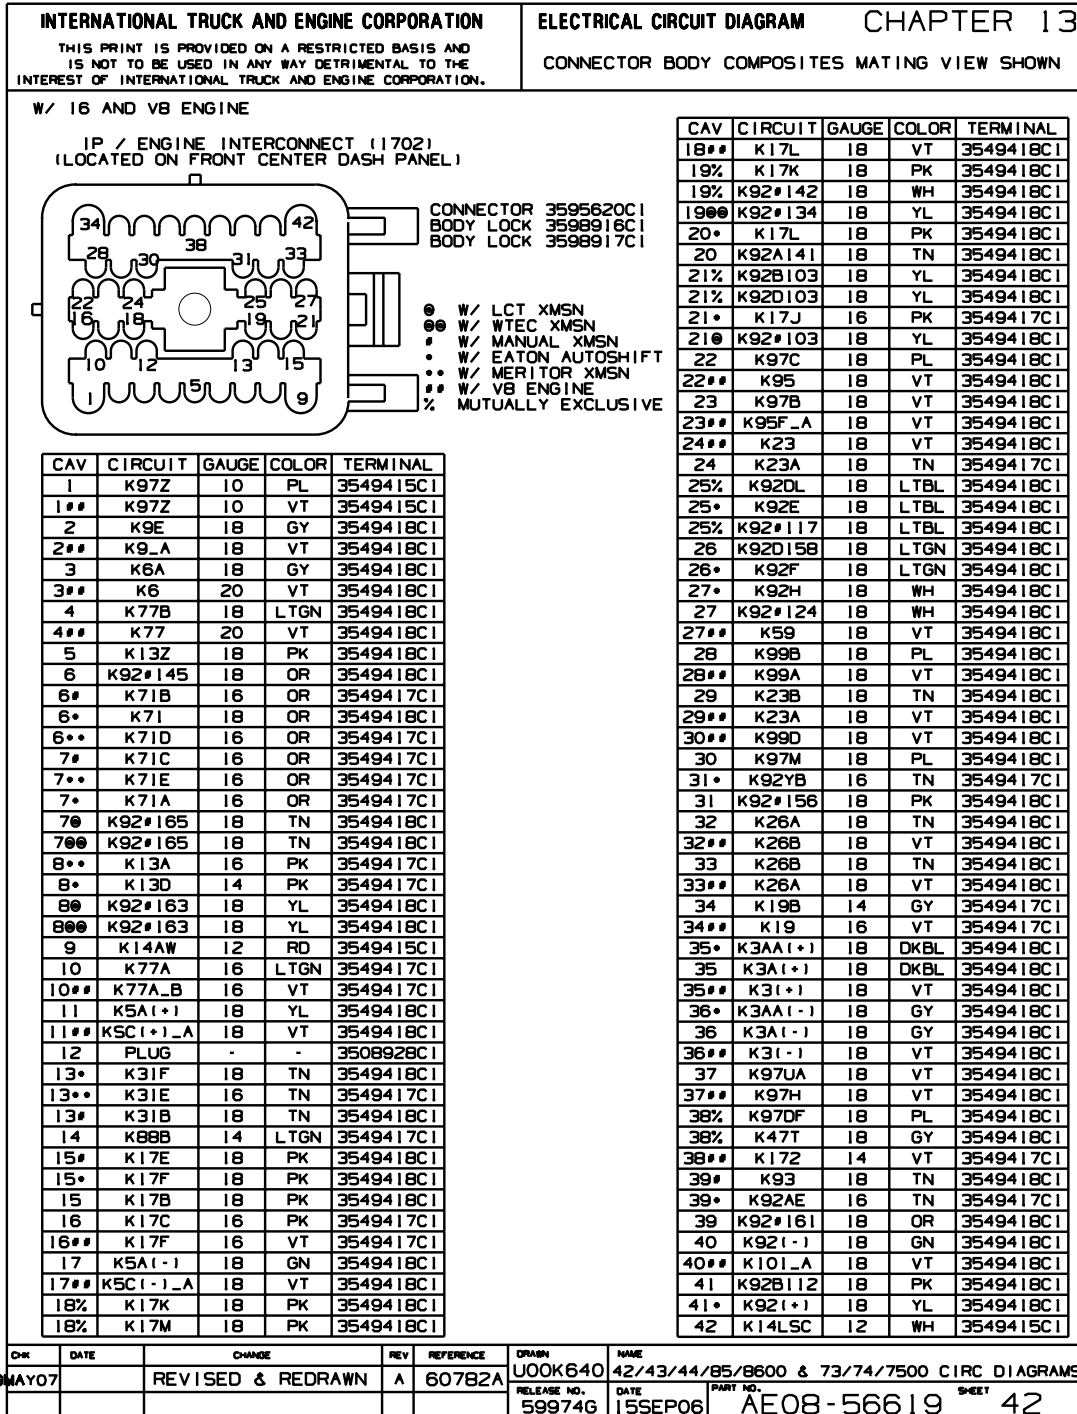 INTERNATIONAL TRUCK AND ENGINE CORPORATION
THIS PRINT IS PROVIDED ON A RESTRICTED BASIS AND
IS NOT TO BE USED IN ANY WAY DETRIMENTAL TO THE
INTEREST OF INTERNATIONAL TRUCK AND ENGINE CORPORATION.
ELECTRICAL CIRCUIT DIAGRAM CHAPTER 13
CONNECTOR BODY COMPOSITES MATING VIEW SHOWN
W/ I6 AND V8 ENGINE
IP / ENGINE INTERCONNECT (1702)
(LOCATED ON FRONT CENTER DASH PANEL)
34 42
38
28 30 31 33
22 24 25 27
16 18 19 21
10 12 13 15
5
1 9
CONNECTOR 3595620C1
BODY LOCK 3598916C1
BODY LOCK 3598917C1
@ W/ LCT XMSN
@@ W/ WTEC XMSN
# W/ MANUAL XMSN
• W/ EATON AUTOSHIFT
•• W/ MERITOR XMSN
## W/ V8 ENGINE
% MUTUALLY EXCLUSIVE
CAV CIRCUIT GAUGE COLOR TERMINAL
1 K97Z 10 PL 3549415C1
1## K97Z 10 VT 3549415C1
2 K9E 18 GY 3549418C1
2## K9_A 18 VT 3549418C1
3 K6A 18 GY 3549418C1
3## K6 20 VT 3549418C1
4 K77B 18 LTGN 3549418C1
4## K77 20 VT 3549418C1
5 K13Z 18 PK 3549418C1
6 K92#145 18 OR 3549418C1
6# K71B 16 OR 3549417C1
6• K71 18 OR 3549418C1
6•• K71D 16 OR 3549417C1
7# K71C 16 OR 3549417C1
7•• K71E 16 OR 3549417C1
7• K71A 16 OR 3549417C1
7@ K92#165 18 TN 3549418C1
7@@ K92#165 18 TN 3549418C1
8•• K13A 16 PK 3549417C1
8• K13D 14 PK 3549417C1
8@ K92#163 18 YL 3549418C1
8@@ K92#163 18 YL 3549418C1
9 K14AW 12 RD 3549415C1
10 K77A 16 LTGN 3549417C1
10## K77A_B 16 VT 3549417C1
11 K5A(+) 18 YL 3549418C1
11## K5C(+)_A 18 VT 3549418C1
12 PLUG - - 3508928C1
13• K31F 18 TN 3549418C1
13•• K31E 16 TN 3549417C1
13# K31B 18 TN 3549418C1
14 K88B 14 LTGN 3549417C1
15# K17E 18 PK 3549418C1
15• K17F 18 PK 3549418C1
15 K17B 18 PK 3549418C1
16 K17C 16 PK 3549417C1
16## K17F 16 VT 3549417C1
17 K5A(-) 18 GN 3549418C1
17## K5C(-)_A 18 VT 3549418C1
18% K17K 18 PK 3549418C1
18% K17M 18 PK 3549418C1
CAV CIRCUIT GAUGE COLOR TERMINAL
18## K17L 18 VT 3549418C1
19% K17K 18 PK 3549418C1
19% K92#142 18 WH 3549418C1
19@@ K92#134 18 YL 3549418C1
20• K17L 18 PK 3549418C1
20 K92A141 18 TN 3549418C1
21% K92B103 18 YL 3549418C1
21% K92D103 18 YL 3549418C1
21• K17J 16 PK 3549417C1
21@ K92#103 18 YL 3549418C1
22 K97C 18 PL 3549418C1
22## K95 18 VT 3549418C1
23 K97B 18 VT 3549418C1
23## K95F_A 18 VT 3549418C1
24## K23 18 VT 3549418C1
24 K23A 18 TN 3549417C1
25% K92DL 18 LTBL 3549418C1
25• K92E 18 LTBL 3549418C1
25% K92#117 18 LTBL 3549418C1
26 K92D158 18 LTGN 3549418C1
26• K92F 18 LTGN 3549418C1
27• K92H 18 WH 3549418C1
27 K92#124 18 WH 3549418C1
27## K59 18 VT 3549418C1
28 K99B 18 PL 3549418C1
28## K99A 18 VT 3549418C1
29 K23B 18 TN 3549418C1
29## K23A 18 VT 3549418C1
30## K99D 18 VT 3549418C1
30 K97M 18 PL 3549418C1
31• K92YB 16 TN 3549417C1
31 K92#156 18 PK 3549418C1
32 K26A 18 TN 3549418C1
32## K26B 18 VT 3549418C1
33 K26B 18 TN 3549418C1
33## K26A 18 VT 3549418C1
34 K19B 14 GY 3549417C1
34## K19 16 VT 3549417C1
35• K3AA(+) 18 DKBL 3549418C1
35 K3A(+) 18 DKBL 3549418C1
35## K3(+) 18 VT 3549418C1
36• K3AA(-) 18 GY 3549418C1
36 K3A(-) 18 GY 3549418C1
36## K3(-) 18 VT 3549418C1
37 K97UA 18 VT 3549418C1
37## K97H 18 VT 3549418C1
38% K97DF 18 PL 3549418C1
38% K47T 18 GY 3549418C1
38## K172 14 VT 3549417C1
39# K93 18 TN 3549418C1
39• K92AE 16 TN 3549417C1
39 K92#161 18 OR 3549418C1
40 K92(-) 18 GN 3549418C1
40## K101_A 18 VT 3549418C1
41 K92B112 18 PK 3549418C1
41• K92(+) 18 YL 3549418C1
42 K14LSC 12 WH 3549415C1
CHK DATE CHANGE REV REFERENCE DRAWN NAME
MAY07 REVISED & REDRAWN A 60782A U00K640 42/43/44/85/8600 & 73/74/7500 CIRC DIAGRAMS
RELEASE NO. DATE PART NO. SHEET
59974G 15SEP06 AE08-56619 42